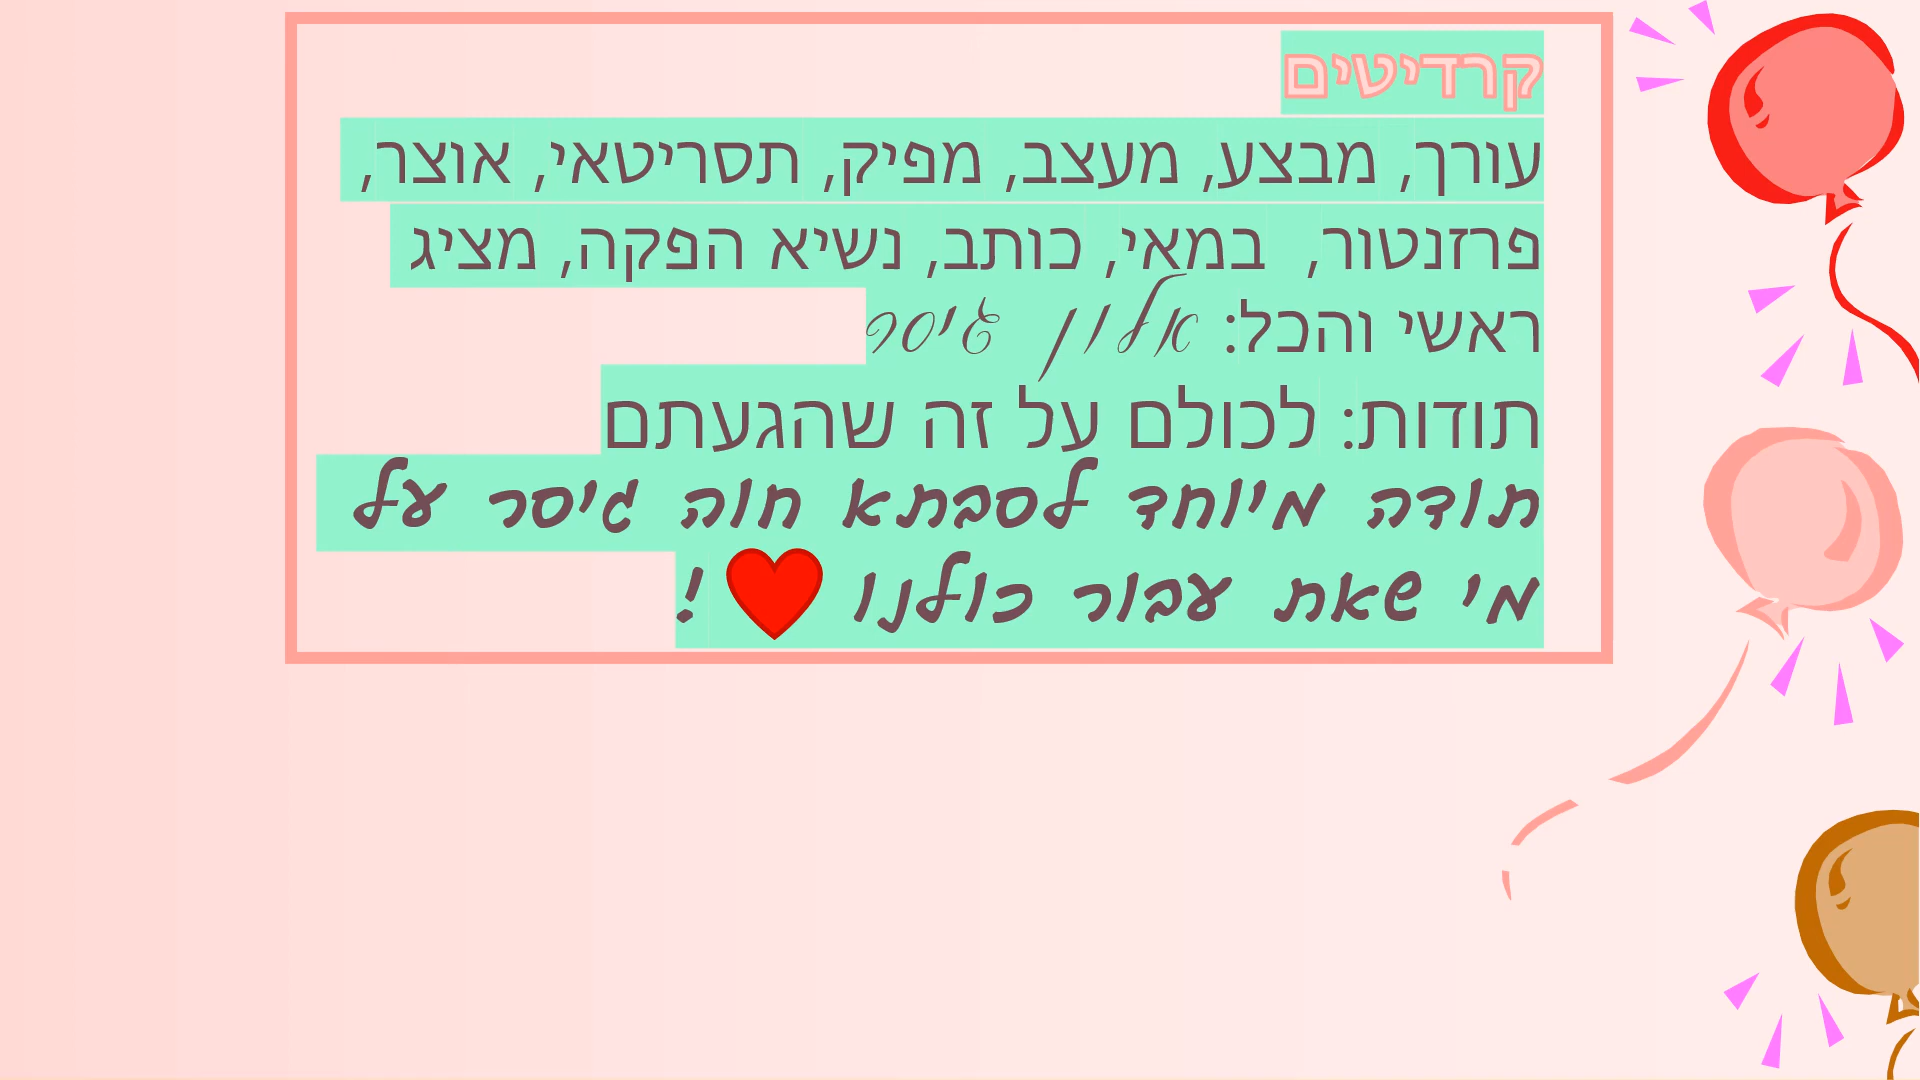 קרדיטים
עורך, מבצע, מעצב, מפיק, תסריטאי, אוצר,
פרזנטור, במאי, כותב, נשיא הפקה, מציג
ראשי והכל: אלון גיסר
תודות: לכולם על זה שהגעתם
תודה מיוחד לסבתא חוה גיסר על
מי שאת עבור כולנו ❤️!